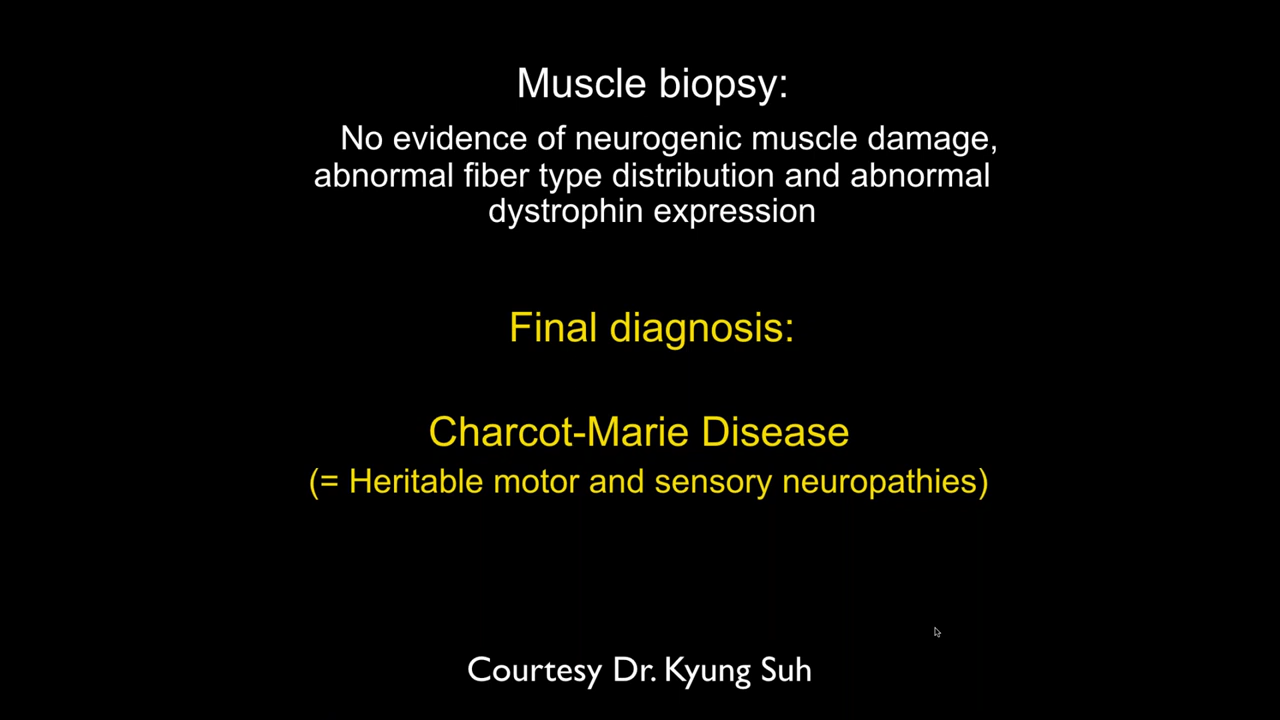 Muscle biopsy:
No evidence of neurogenic muscle damage,
abnormal fiber type distribution and abnormal
dystrophin expression
Final diagnosis:
Charcot-Marie Disease
(= Heritable motor and sensory neuropathies)
Courtesy Dr. Kyung Suh